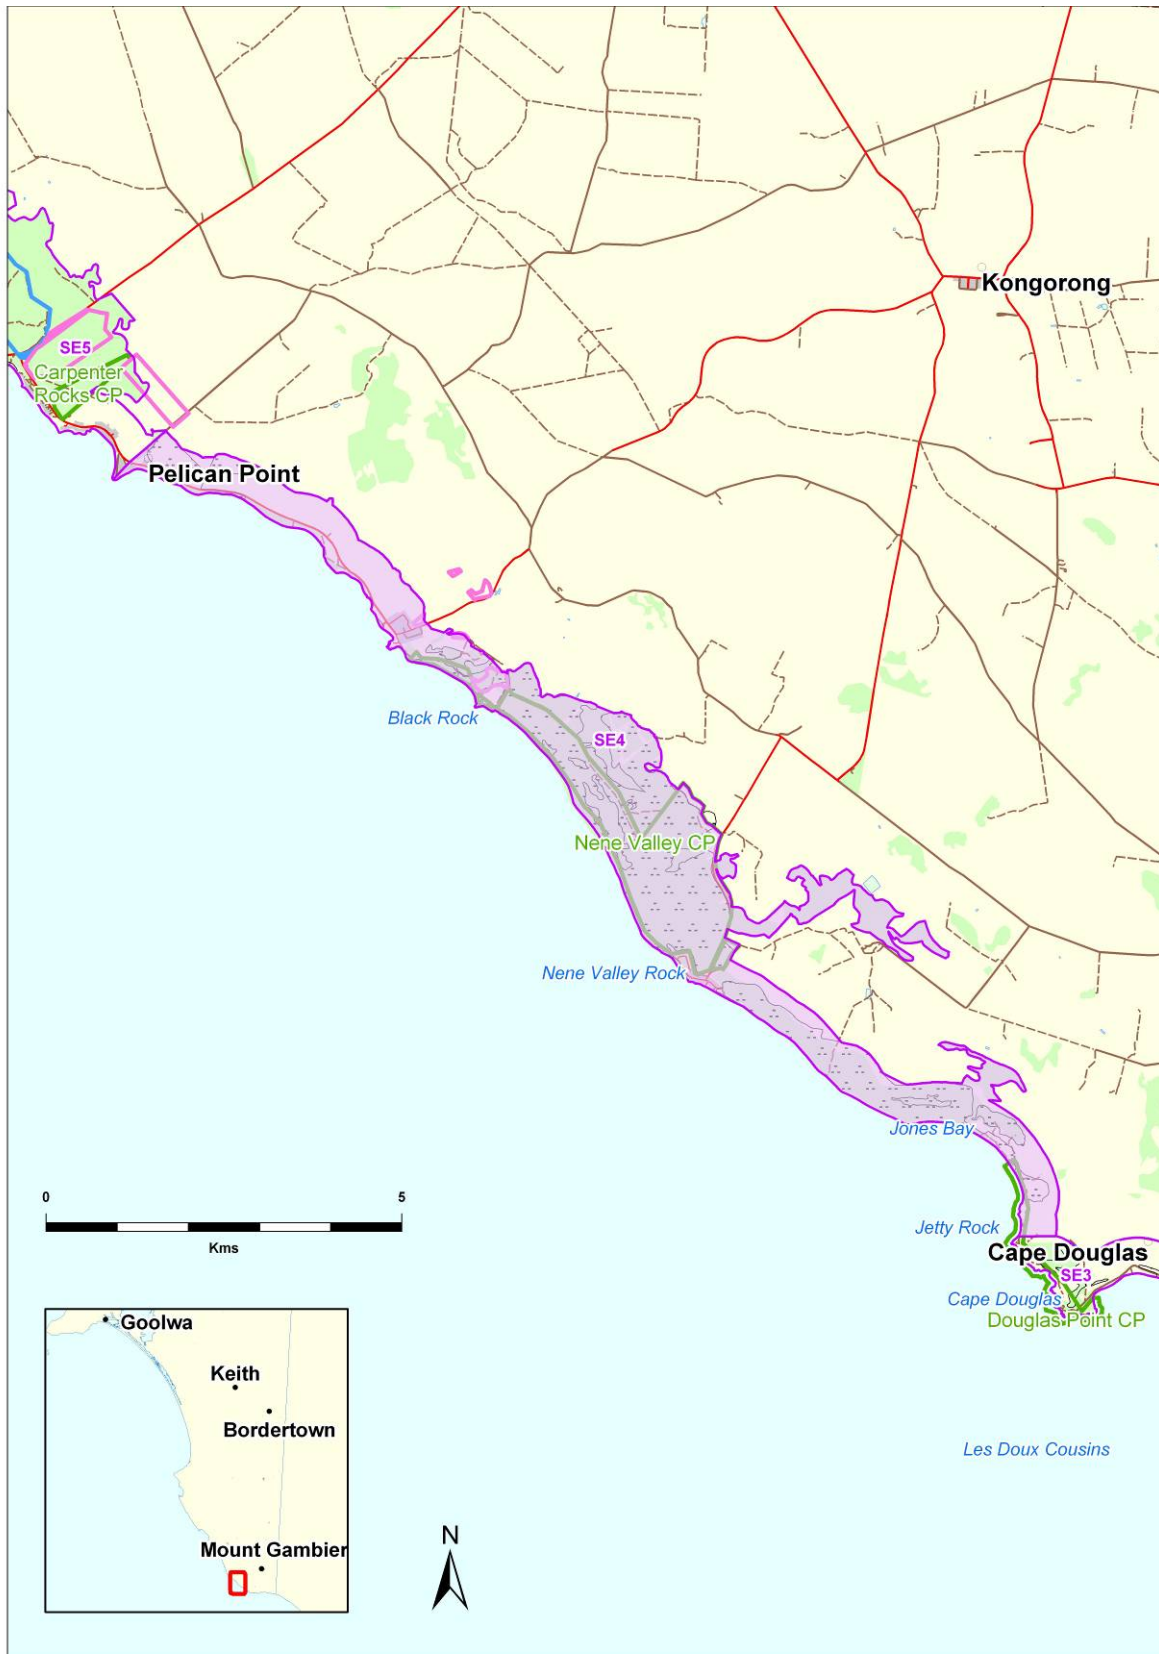 Kongorong
SE5
Carpenter
Rocks CP
Pelican Point
Black Rock
SE4
Nene Valley CP
Nene Valley Rock
Jones Bay
0
5
Kms
Jetty Rock
Cape Douglas
SE3
Cape Douglas
Douglas Point CP
Goolwa
Keith
Bordertown
Les Doux Cousins
N
Mount Gambier